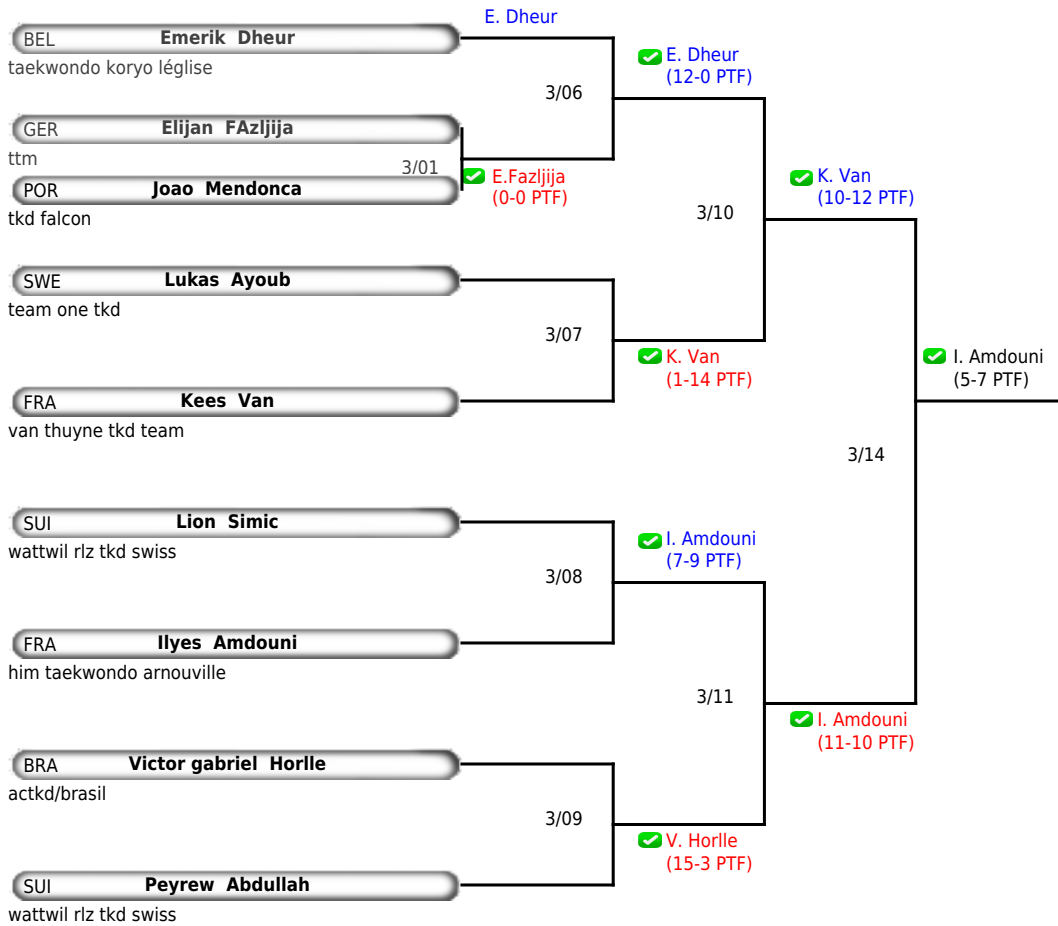 E. Dheur
BEL Emerik Dheur
taekwondo koryo léglise
E. Dheur
(12-0 PTF)
3/06
GER Elijan FAzljija
ttm
3/01
E.Fazljija
(0-0 PTF)
POR Joao Mendonca
tkd falcon
K. Van
(10-12 PTF)
3/10
SWE Lukas Ayoub
team one tkd
3/07
K. Van
(1-14 PTF)
FRA Kees Van
van thuyne tkd team
I. Amdouni
(5-7 PTF)
3/14
SUI Lion Simic
wattwil rlz tkd swiss
I. Amdouni
(7-9 PTF)
3/08
FRA Ilyes Amdouni
him taekwondo arnouville
3/11
I. Amdouni
(11-10 PTF)
BRA Victor gabriel Horlle
actkd/brasil
3/09
V. Horlle
(15-3 PTF)
SUI Peyrew Abdullah
wattwil rlz tkd swiss